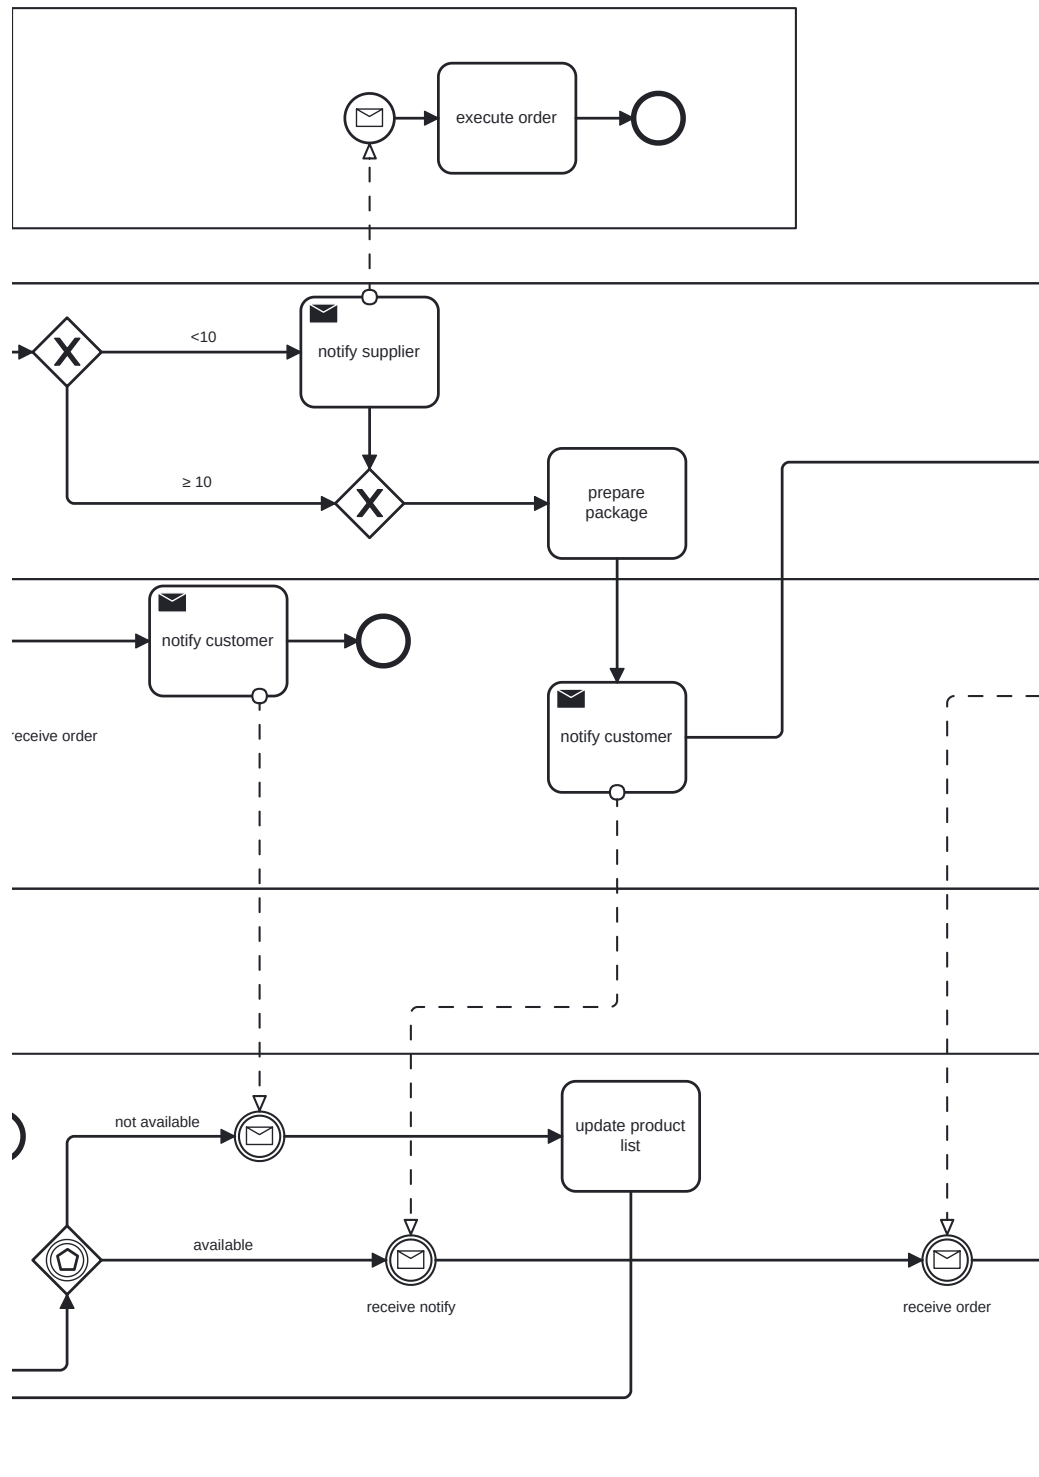 execute order
<10
notify supplier
≥ 10
prepare
package
notify customer
notify customer
receive order
not available
update product
list
available
receive notify
receive order